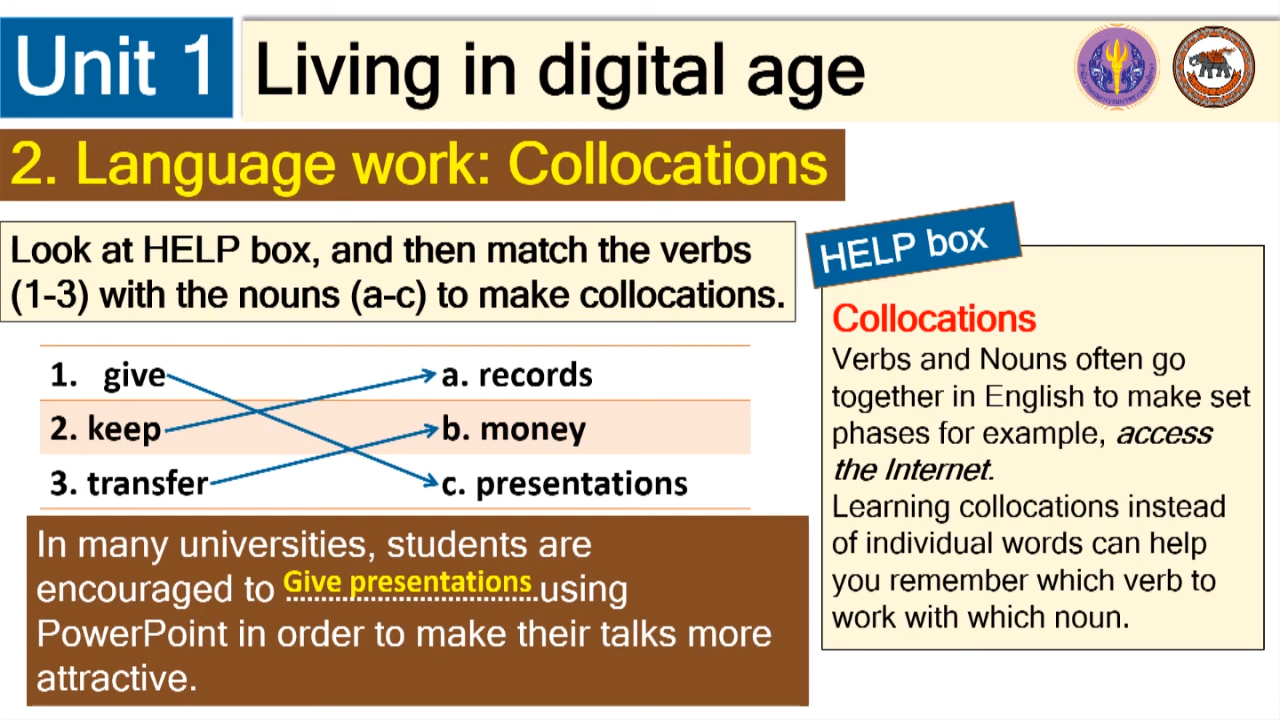 Unit 1
Living in digital age
2. Language work: Collocations
Look at HELP box, and then match the verbs
(1-3) with the nouns (a-c) to make collocations.
1. give
a. records
2. keep
b. money
3. transfer
c. presentations
In many universities, students are
encouraged to Give presentations using
PowerPoint in order to make their talks more
attractive.
HELP box
Collocations
Verbs and Nouns often go
together in English to make set
phases for example, access
the Internet.
Learning collocations instead
of individual words can help
you remember which verb to
work with which noun.